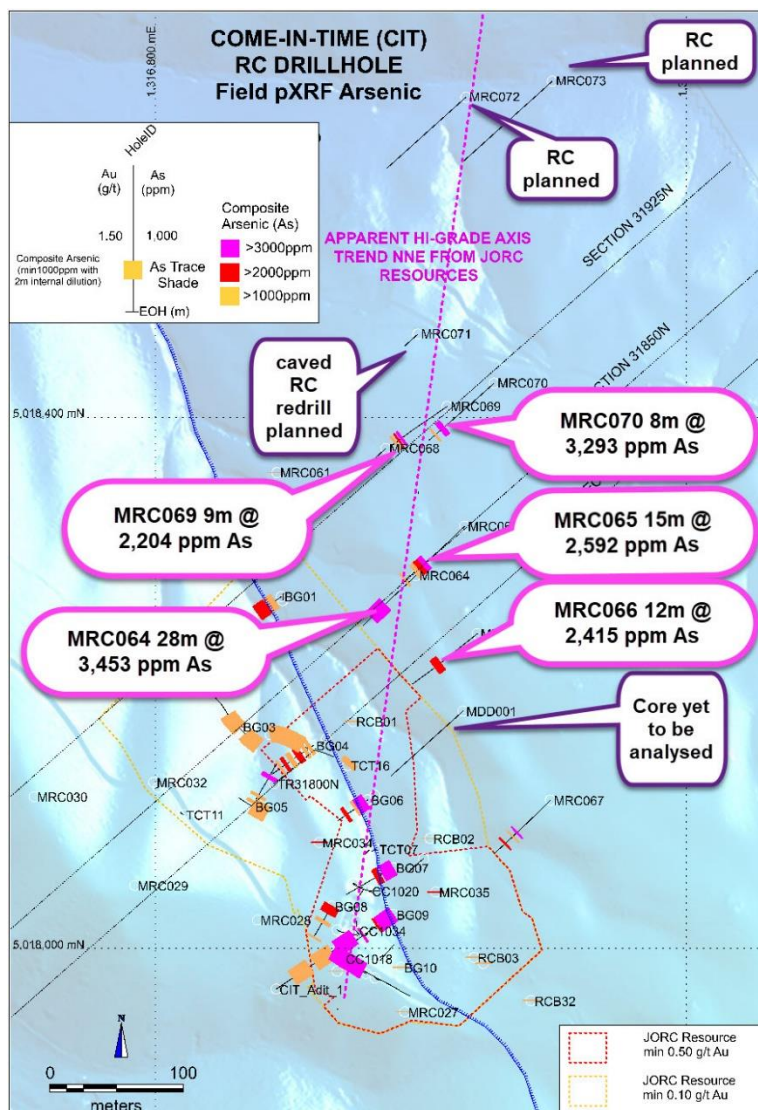 COME-IN-TIME (CIT)
RC DRILLHOLE
Field pXRF Arsenic
1,316,800 mE
RC
planned
MRC073
MRC072
RC
planned
HoleID
Au
(g/t)
As
(ppm)
1.50
1,000
Composite Arsenic
(min1000ppm with
2m internal dilution)
As Trace
Shade
EOH (m)
Composite
Arsenic (As)
>3000ppm
>2000ppm
>1000ppm
APPARENT HI-GRADE AXIS
TREND NNE FROM JORC
RESOURCES
SECTION 31925N
SECTION 31850N
MRC071
caved
RC
redrill
planned
MRC070
MRC069
5,018,400 mN
MRC068
MRC061
MRC070 8m @
3,293 ppm As
MRC069 9m @
2,204 ppm As
MRC065 15m @
2,592 ppm As
MRC064
BG01
MRC064 28m @
3,453 ppm As
MRC066 12m @
2,415 ppm As
MDD001
Core yet
to be
analysed
RCB01
BG03
BG04
TCT16
TR31800N
MRC032
MRC030
TCT11
BG05
BG06
MRC067
MRC034
TCT07
RCB02
BG07
MRC029
CC1020
MRC035
BG08
MRC028
BG09
CC1034
5,018,000 mN
CC1018
BG10
RCB03
CIT_Adit_1
MRC027
RCB32
N
0
100
meters
JORC Resource
min 0.50 g/t Au
JORC Resource
min 0.10 g/t Au